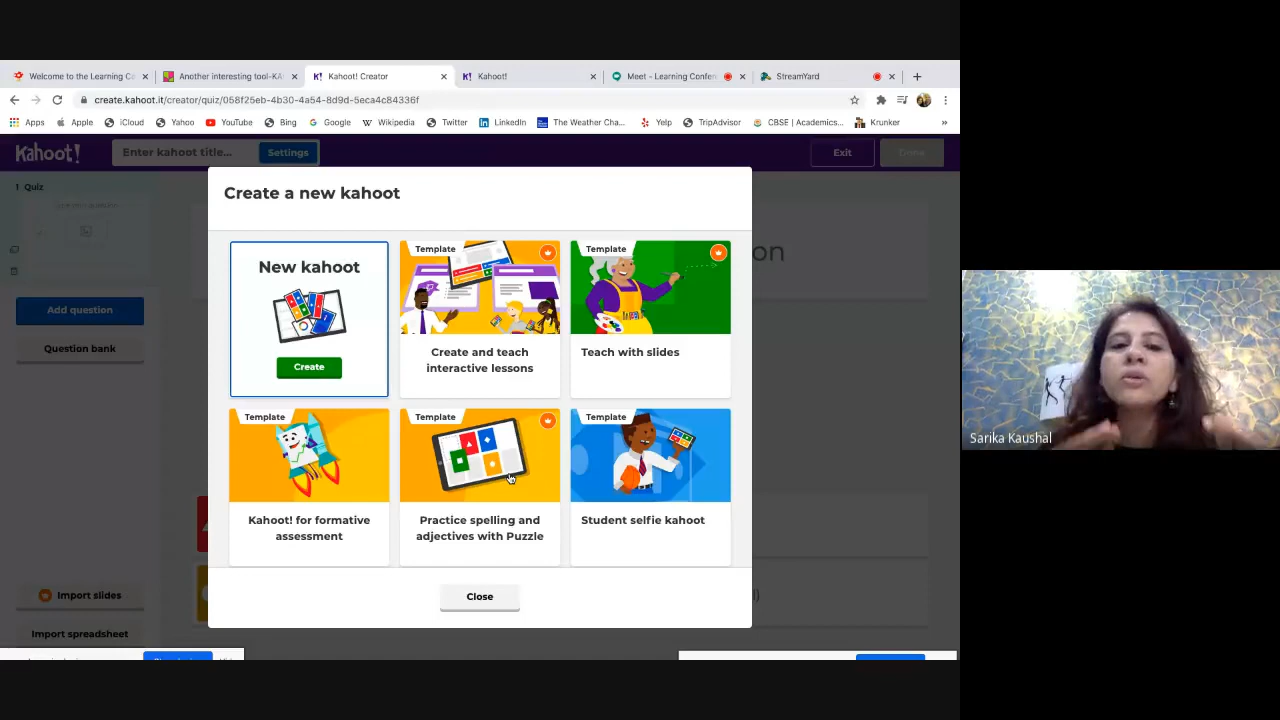 Welcome to the Learning Co
Another interesting tool-KA
K! Kahoot! Creator
K! Kahoot!
Meet - Learning Confer
StreamYard
create.kahoot.it/creator/quiz/058f25eb-4b30-4a54-8d9d-5eca4c84336f
Apps Apple iCloud Yahoo YouTube Bing Google Wikipedia Twitter LinkedIn The Weather Cha... Yelp TripAdvisor CBSE | Academics... Krunker »
Kahoot! Enter kahoot title... Settings Exit Done
1 Quiz
Create a new kahoot
on
New kahoot
Create
Template
Create and teach
interactive lessons
Template
Teach with slides
Add question
Question bank
Template
Kahoot! for formative
assessment
Template
Practice spelling and
adjectives with Puzzle
Template
Student selfie kahoot
Import slides
Import spreadsheet
Close
Sarika Kaushal